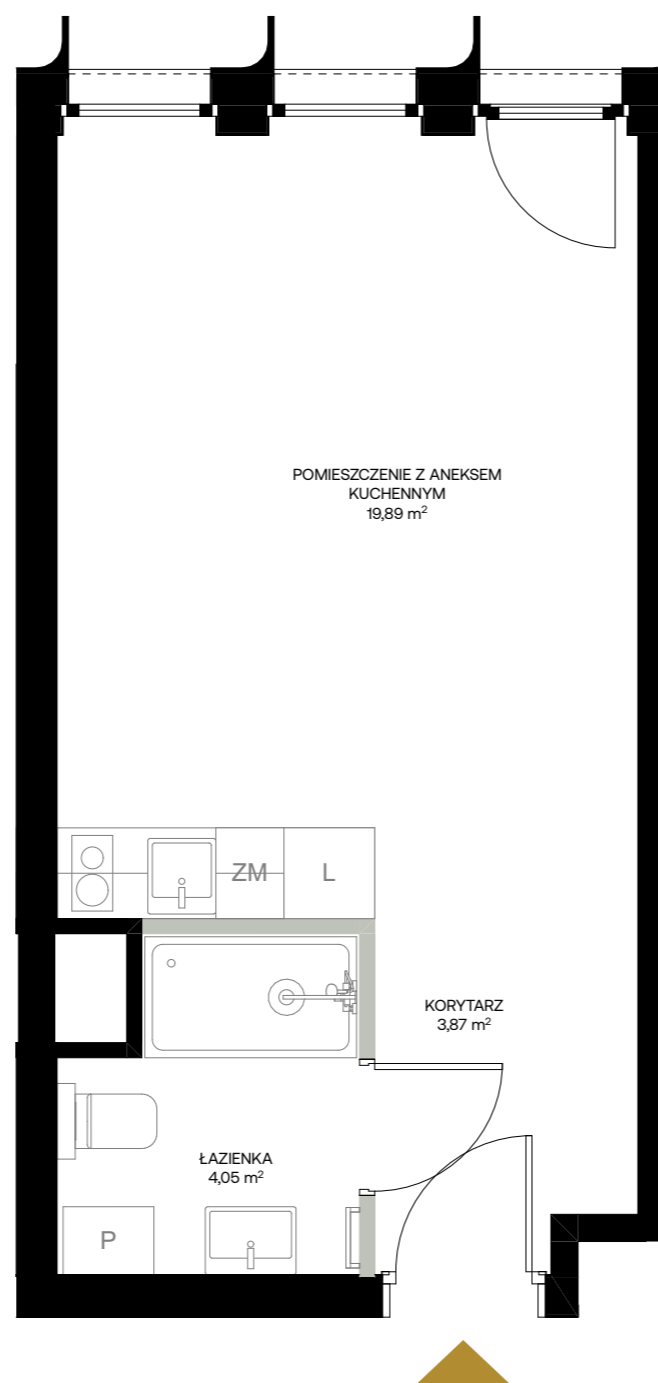 POMIESZCZENIE Z ANEKSEM
KUCHENNYM
19,89 m²
ZM
L
KORYTARZ
3,87 m²
ŁAZIENKA
4,05 m²
P